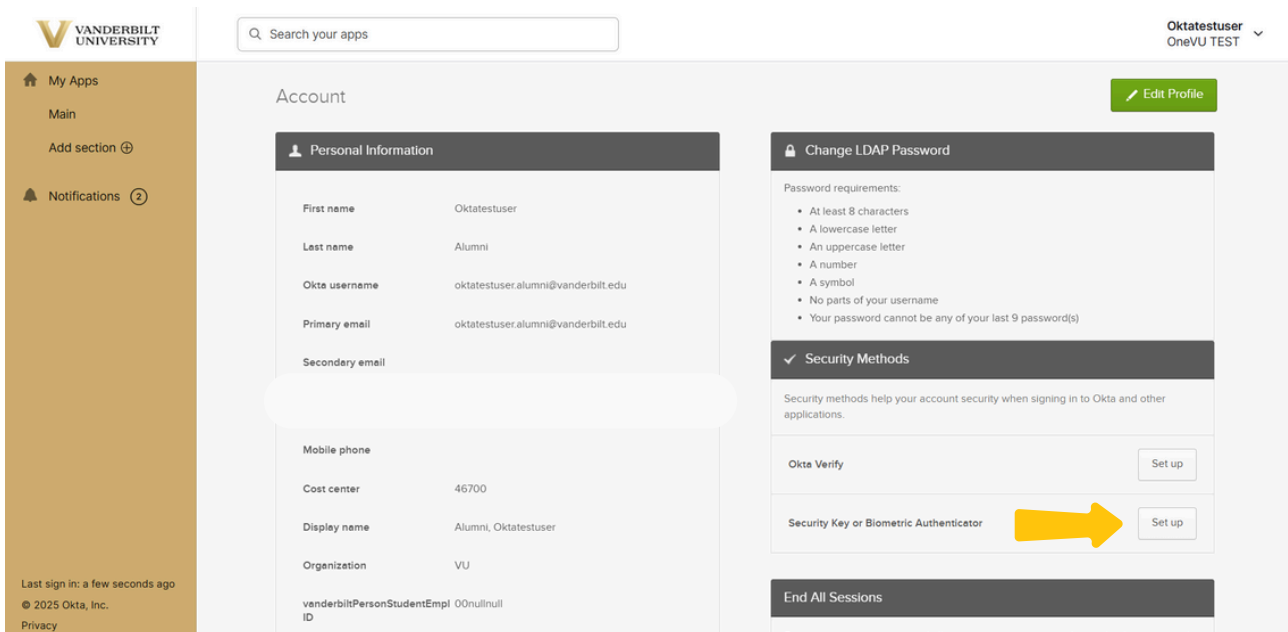 VANDERBILT
UNIVERSITY
Search your apps
Oktatestuser
OneVU TEST
My Apps
Main
Add section
Notifications 2
Last sign in: a few seconds ago
© 2025 Okta, Inc.
Privacy
Account
Edit Profile
Personal Information
First name Oktatestuser
Last name Alumni
Okta username oktatestuser.alumni@vanderbilt.edu
Primary email oktatestuser.alumni@vanderbilt.edu
Secondary email
Mobile phone
Cost center 46700
Display name Alumni, Oktatestuser
Organization VU
vanderbiltPersonStudentEmpl 00nullnull
ID
Change LDAP Password
Password requirements:
• At least 8 characters
• A lowercase letter
• An uppercase letter
• A number
• A symbol
• No parts of your username
• Your password cannot be any of your last 9 password(s)
Security Methods
Security methods help your account security when signing in to Okta and other
applications.
Okta Verify Set up
Security Key or Biometric Authenticator Set up
End All Sessions